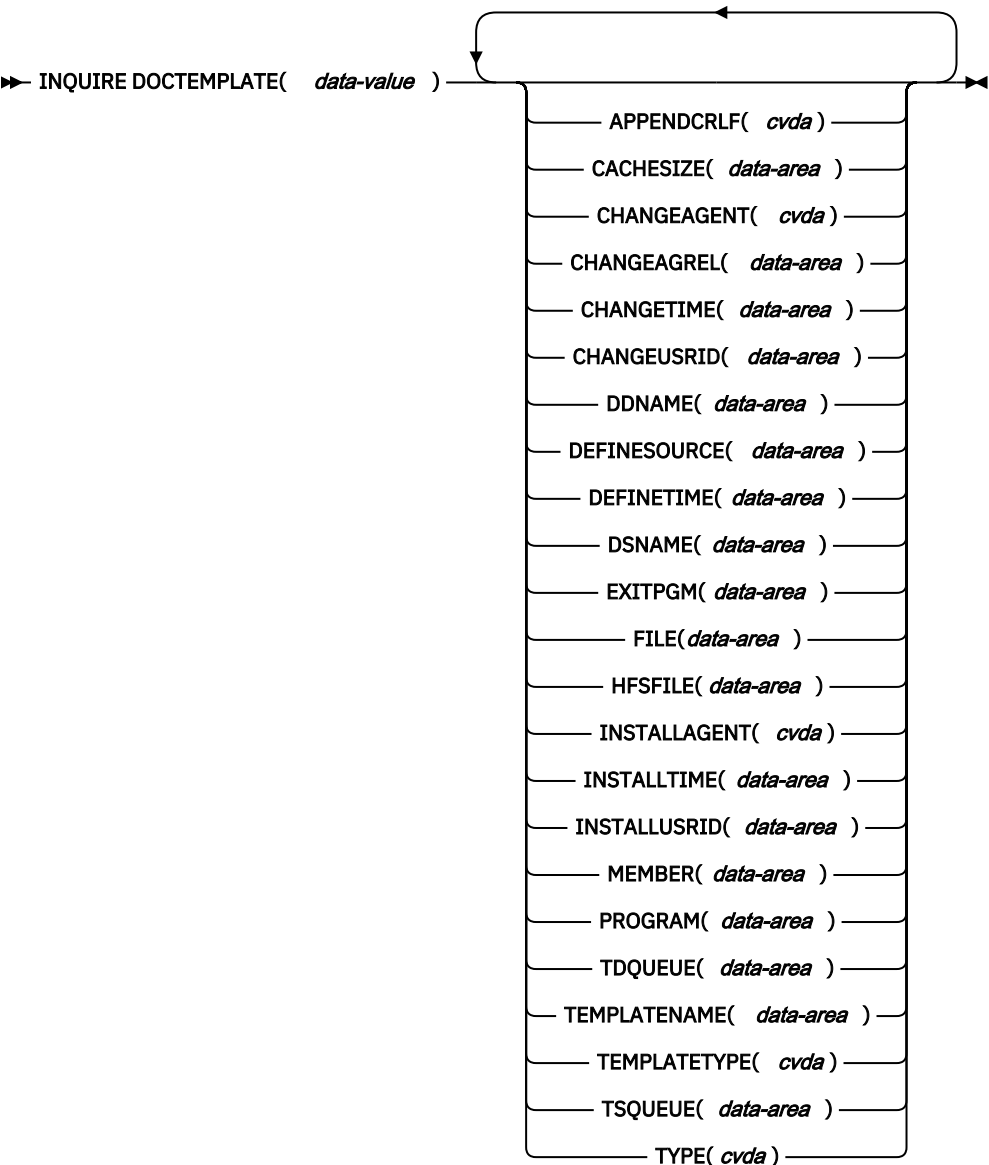 INQUIRE DOCTEMPLATE( data-value )
APPENDCRLF( cvda )
CACHESIZE( data-area )
CHANGEAGENT( cvda )
CHANGEAGREL( data-area )
CHANGETIME( data-area )
CHANGEUSRID( data-area )
DDNAME( data-area )
DEFINESOURCE( data-area )
DEFINETIME( data-area )
DSNAME( data-area )
EXITPGM( data-area )
FILE(data-area )
HFSFILE( data-area )
INSTALLAGENT( cvda )
INSTALLTIME( data-area )
INSTALLUSRID( data-area )
MEMBER( data-area )
PROGRAM( data-area )
TDQUEUE( data-area )
TEMPLATENAME( data-area )
TEMPLATETYPE( cvda )
TSQUEUE( data-area )
TYPE( cvda )